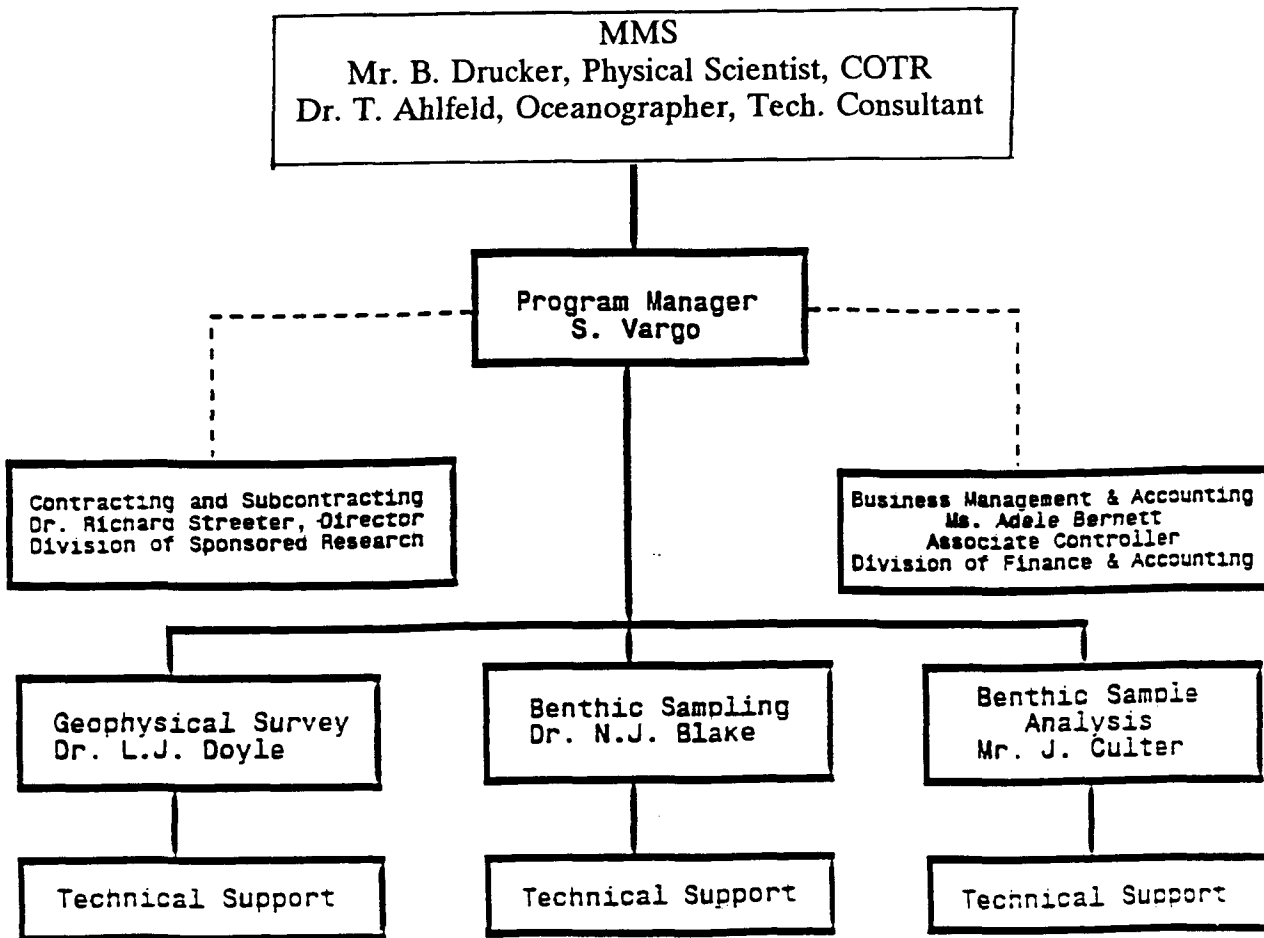 MMS
Mr. B. Drucker, Physical Scientist, COTR
Dr. T. Ahlfeld, Oceanographer, Tech. Consultant
Program Manager
S. Vargo
Contracting and Subcontracting
Dr. Richard Streeter, Director
Division of Sponsored Research
Business Management & Accounting
Ms. Adele Bernett
Associate Controller
Division of Finance & Accounting
Geophysical Survey
Dr. L.J. Doyle
Benthic Sampling
Dr. N.J. Blake
Benthic Sample
Analysis
Mr. J. Culter
Technical Support
Technical Support
Technical Support